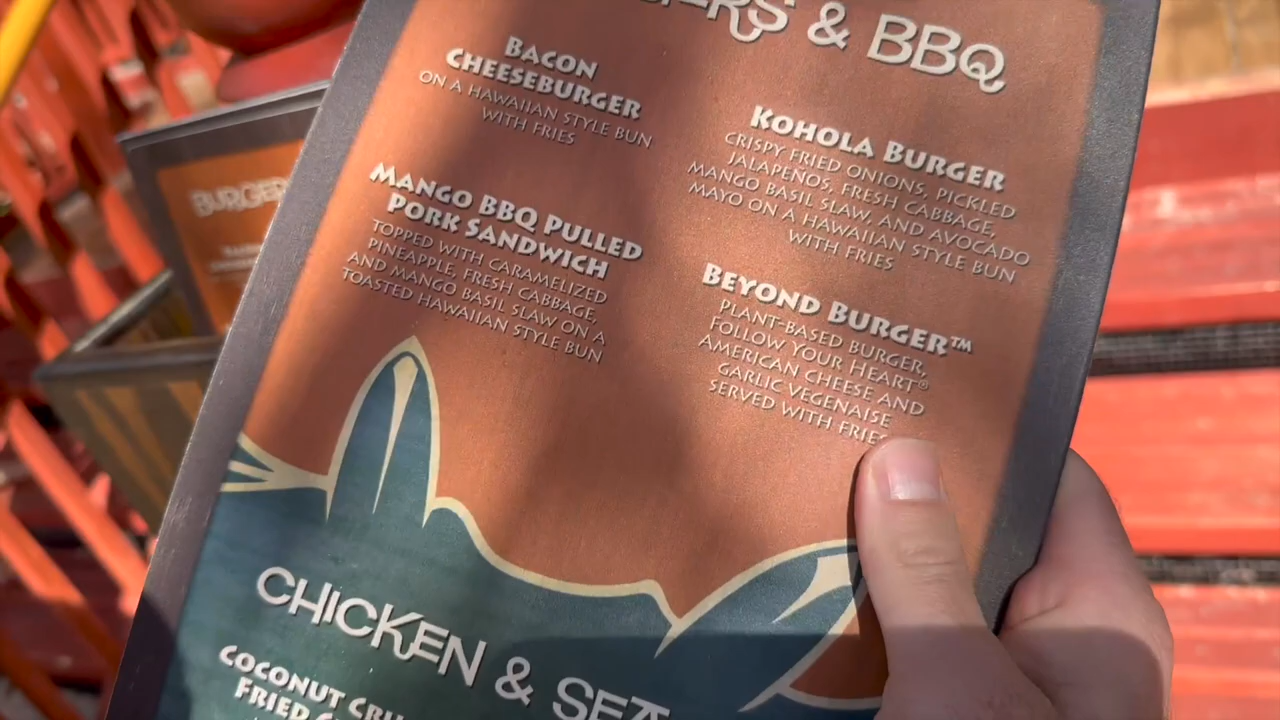 & BBQ
BACON
CHEESEBURGER
ON A HAWAIIAN STYLE BUN
WITH FRIES
MANGO BBQ PULLED
PORK SANDWICH
TOPPED WITH CARAMELIZED
PINEAPPLE, FRESH CABBAGE,
AND MANGO BASIL SLAW ON A
TOASTED HAWAIIAN STYLE BUN
KOHOLA BURGER
CRISPY FRIED ONIONS, PICKLED
JALAPEÑOS, FRESH CABBAGE,
MANGO BASIL SLAW, AND AVOCADO
MAYO ON A HAWAIIAN STYLE BUN
WITH FRIES
BEYOND BURGER™
PLANT-BASED BURGER,
FOLLOW YOUR HEART®
AMERICAN CHEESE AND
GARLIC VEGENAISE
SERVED WITH FRIES
CHICKEN &
COCONUT
FRIED
BURGER